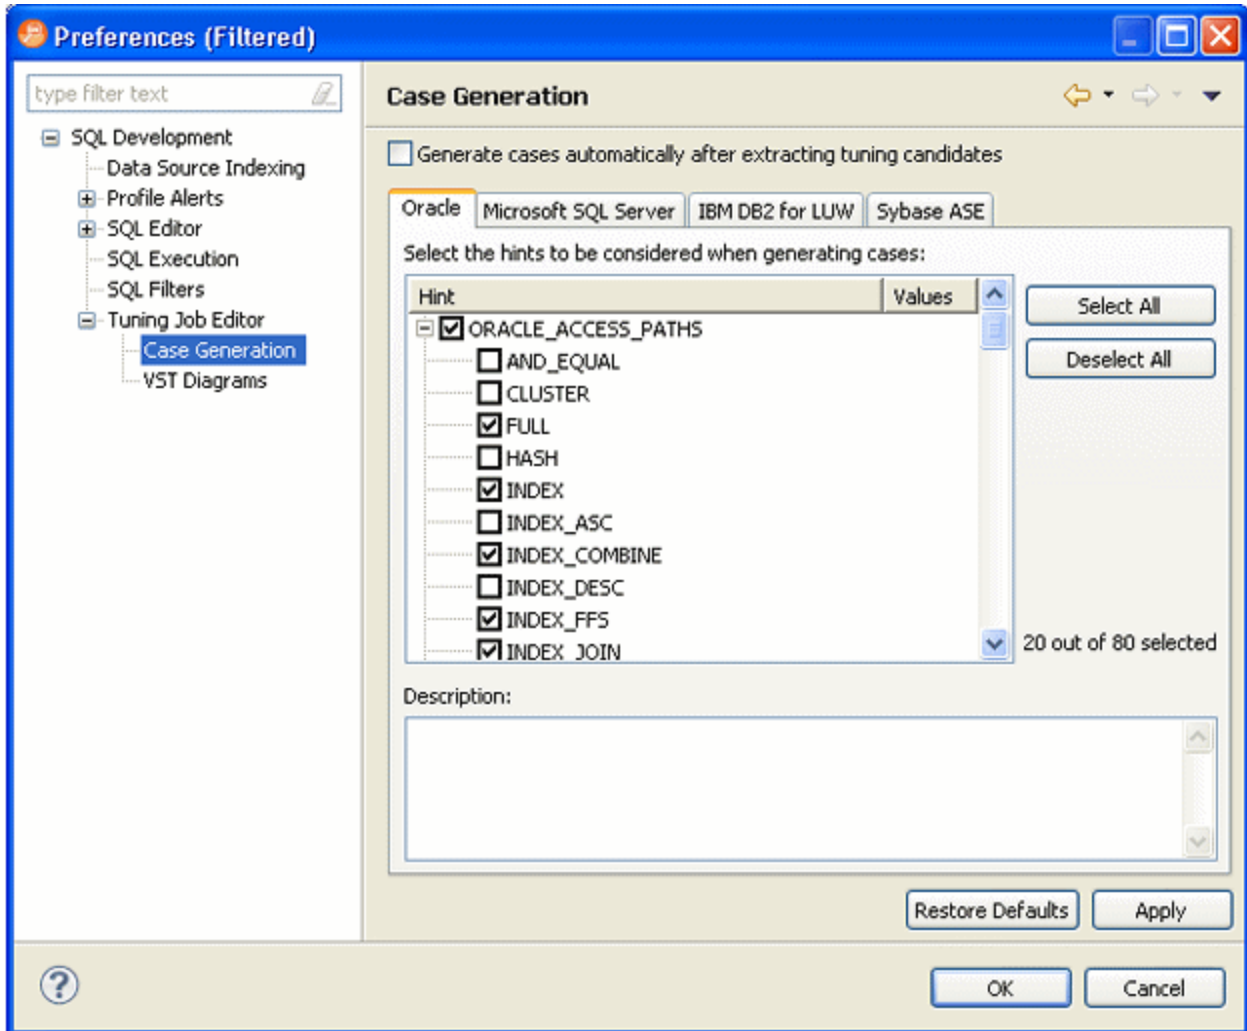 Preferences (Filtered)
type filter text
SQL Development
Data Source Indexing
Profile Alerts
SQL Editor
SQL Execution
SQL Filters
Tuning Job Editor
Case Generation
VST Diagrams
Case Generation
Generate cases automatically after extracting tuning candidates
Oracle Microsoft SQL Server IBM DB2 for LUW Sybase ASE
Select the hints to be considered when generating cases:
Hint Values
ORACLE_ACCESS_PATHS
AND_EQUAL
CLUSTER
FULL
HASH
INDEX
INDEX_ASC
INDEX_COMBINE
INDEX_DESC
INDEX_FFS
INDEX_JOIN
Select All
Deselect All
20 out of 80 selected
Description:
Restore Defaults Apply
? OK Cancel